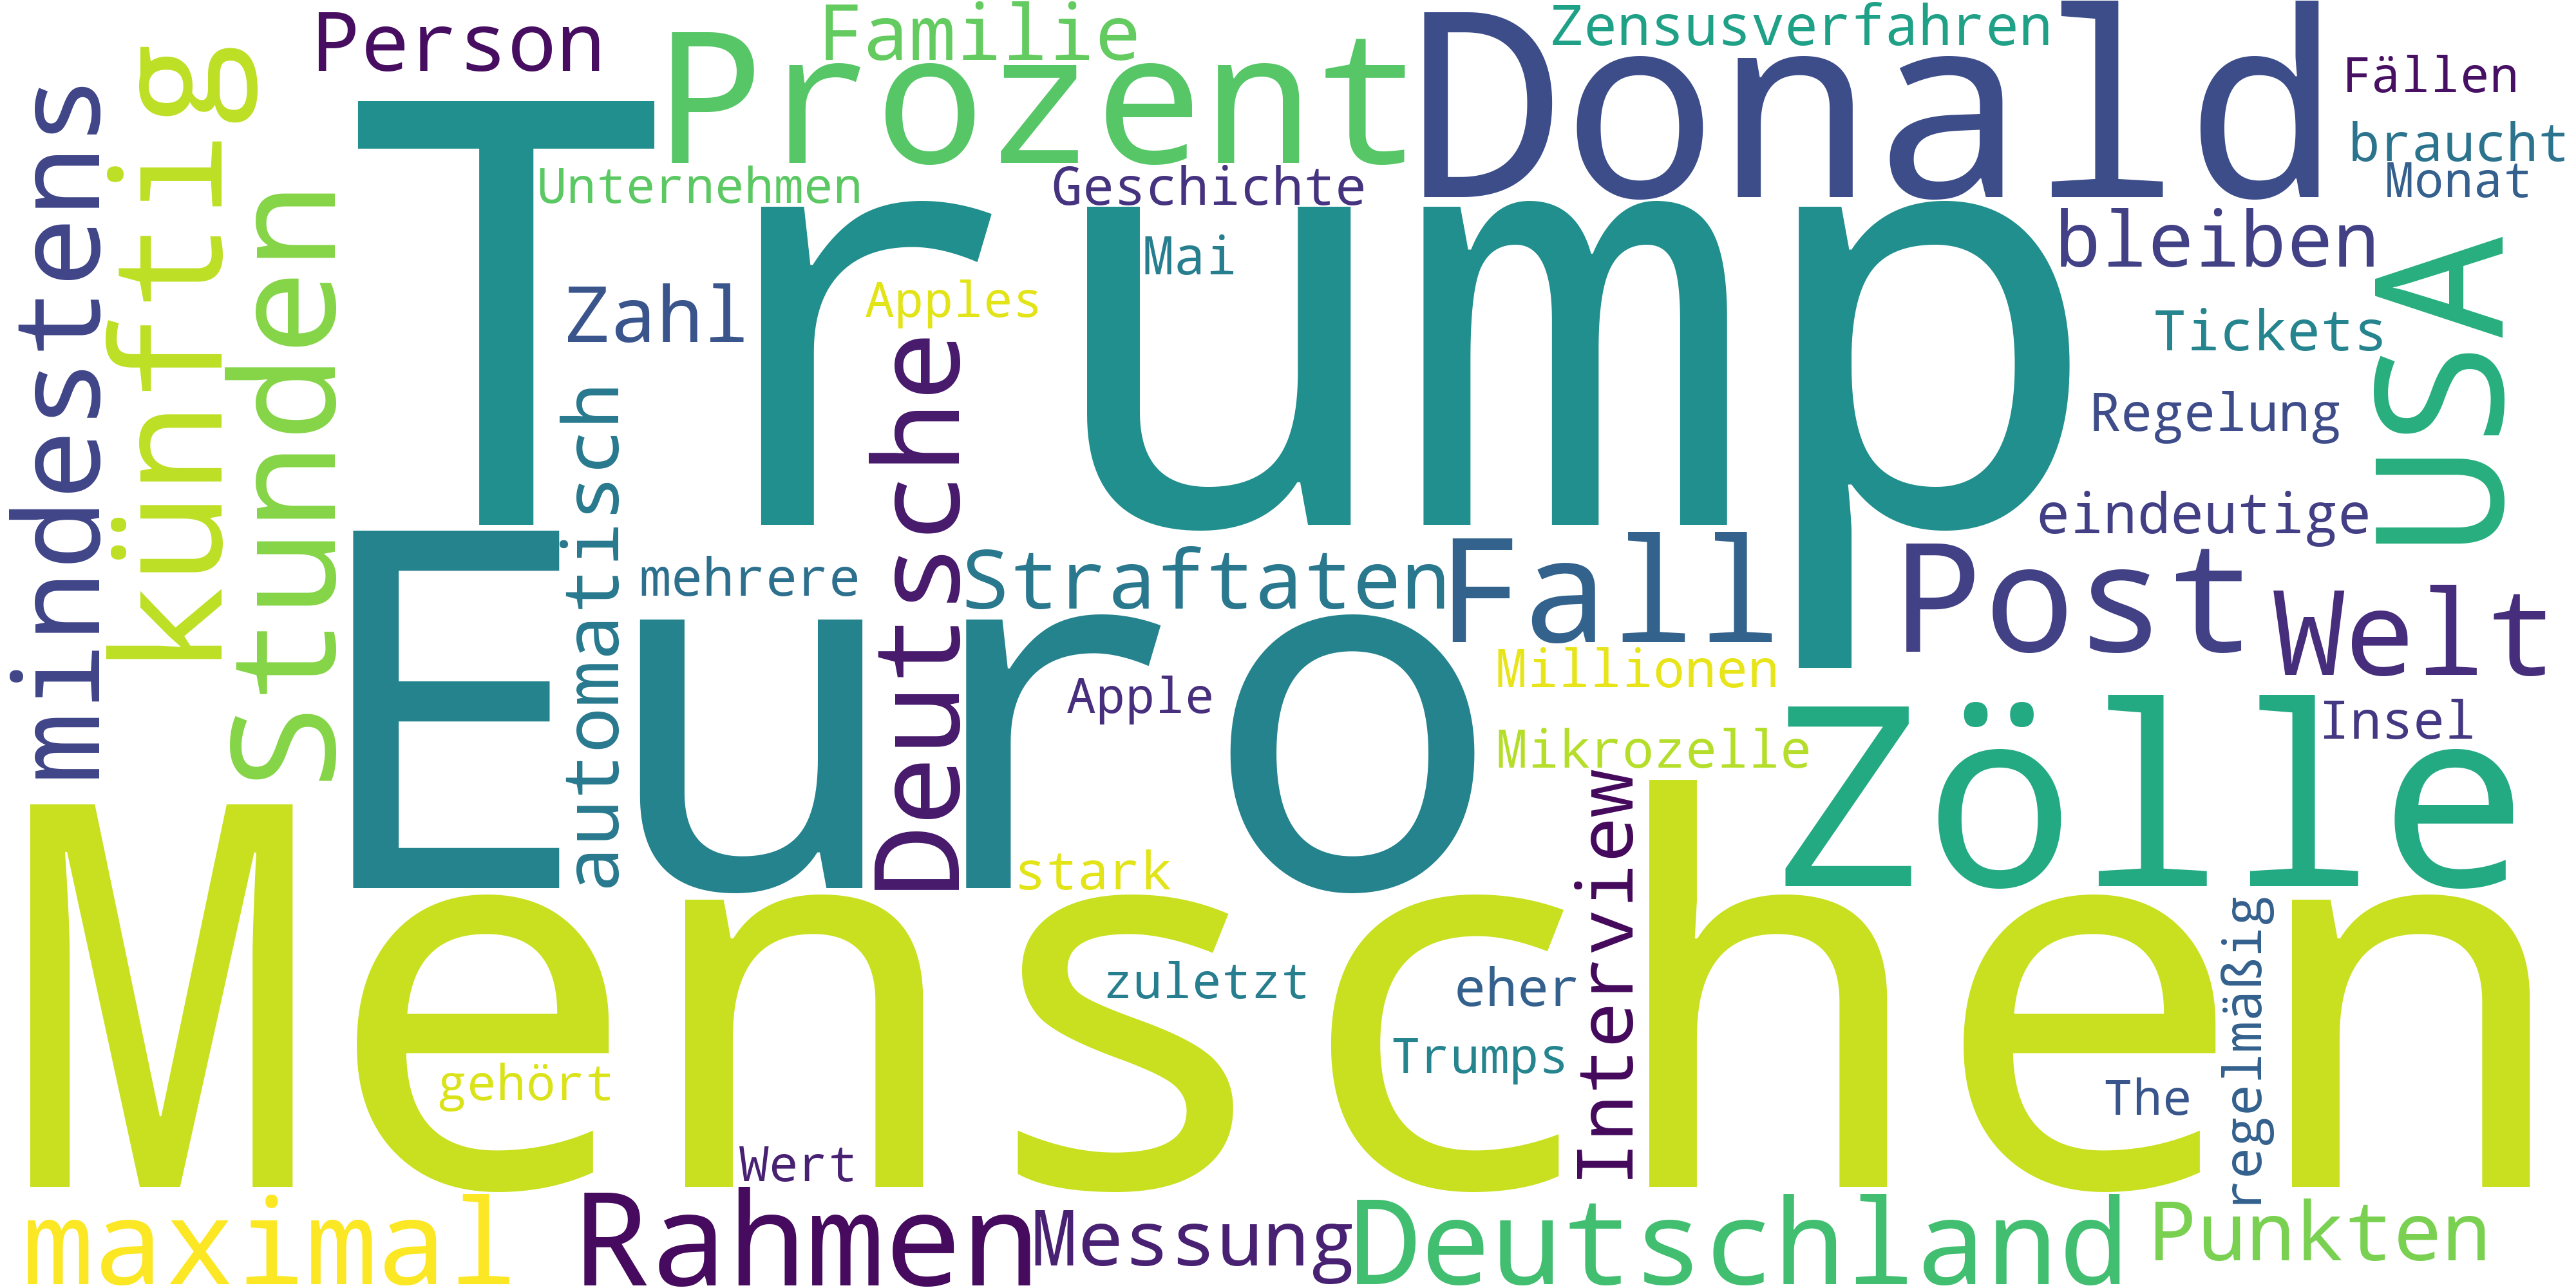 Person
Familie
Prozent
Donald
Zensusverfahren
Fällen
braucht
Monat
mindestens
künftig
Stunden
Trump
Unternehmen
Geschichte
Mai
Zahl
Apples
bleiben
Tickets
Regelung
USA
eindeutige
automatisch
Deutsche
Euro
mehrere
Straftaten
Fall
Post
Welt
Apple
Millionen
Mikrozelle
Zölle
Insel
Menschen
stark
Interview
zuletzt
eher
Trumps
gehört
The
regelmäßig
Wert
maximal
Rahmen
Messung
Deutschland
Punkten